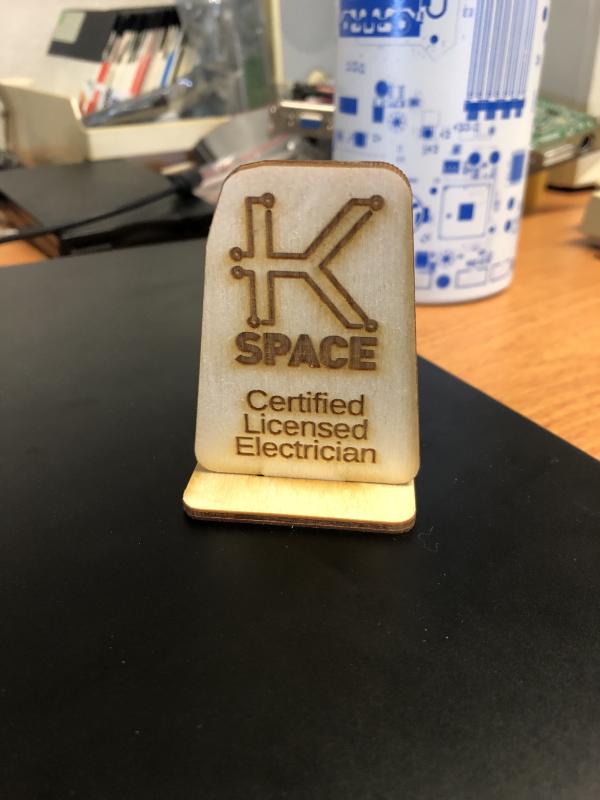 K
SPACE
Certified
Licensed
Electrician